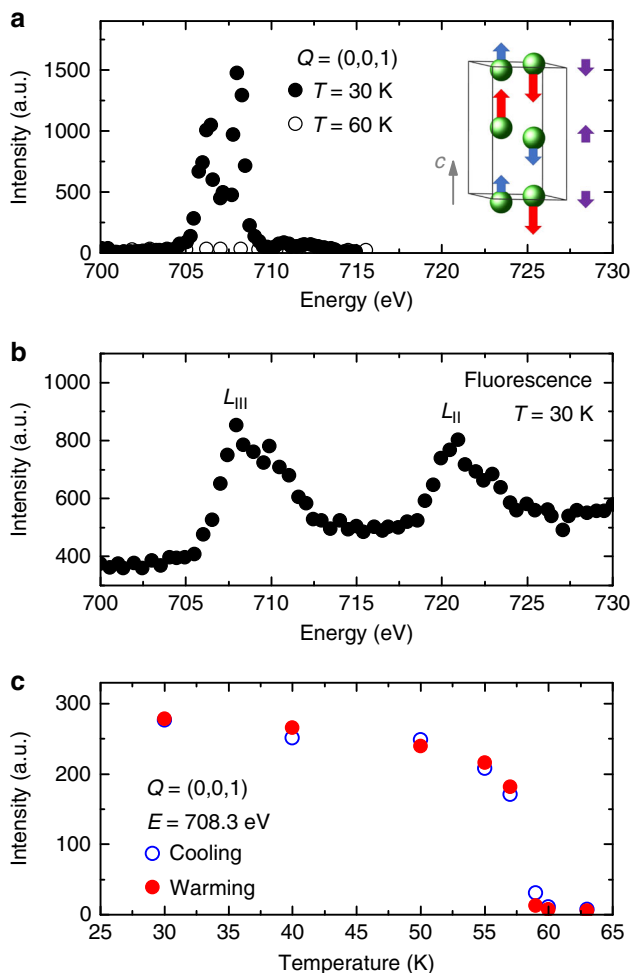 a
Intensity (a.u.)
1500
1000
500
0
Q = (0,0,1)
T = 30 K
T = 60 K
c
700 705 710 715 720 725 730
Energy (eV)
b
Intensity (a.u.)
1000
800
600
400
L_III
L_II
Fluorescence
T = 30 K
700 705 710 715 720 725 730
Energy (eV)
c
Intensity (a.u.)
300
200
100
0
Q = (0,0,1)
E = 708.3 eV
Cooling
Warming
25 30 35 40 45 50 55 60 65
Temperature (K)